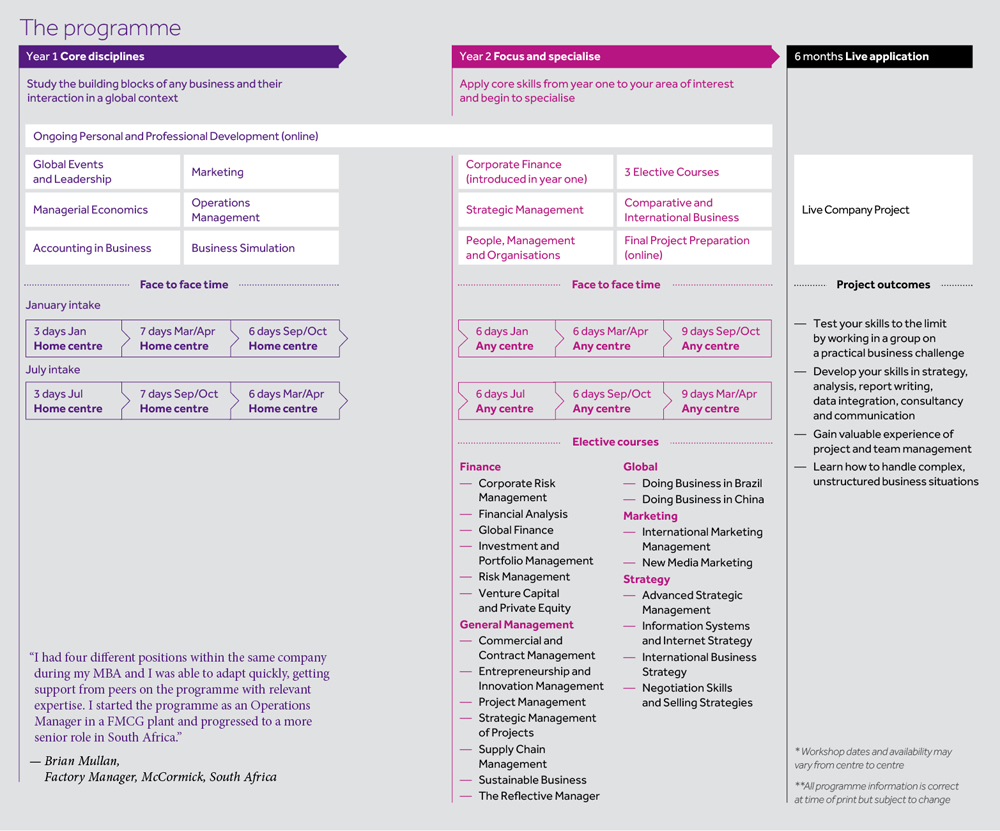 The programme
Year 1 Core disciplines
Study the building blocks of any business and their
interaction in a global context
Year 2 Focus and specialise
Apply core skills from year one to your area of interest
and begin to specialise
6 months Live application
Ongoing Personal and Professional Development (online)
Global Events
and Leadership
Marketing
Managerial Economics
Operations
Management
Accounting in Business
Business Simulation
Corporate Finance
(introduced in year one)
3 Elective Courses
Strategic Management
Comparative and
International Business
People, Management
and Organisations
Final Project Preparation
(online)
Live Company Project
Face to face time
January intake
3 days Jan
Home centre
7 days Mar/Apr
Home centre
6 days Sep/Oct
Home centre
July intake
3 days Jul
Home centre
7 days Sep/Oct
Home centre
6 days Mar/Apr
Home centre
“I had four different positions within the same company
during my MBA and I was able to adapt quickly, getting
support from peers on the programme with relevant
expertise. I started the programme as an Operations
Manager in a FMCG plant and progressed to a more
senior role in South Africa.”
— Brian Mullan,
Factory Manager, McCormick, South Africa
Face to face time
6 days Jan
Any centre
6 days Mar/Apr
Any centre
9 days Sep/Oct
Any centre
6 days Jul
Any centre
6 days Sep/Oct
Any centre
9 days Mar/Apr
Any centre
Elective courses
Finance
— Corporate Risk
Management
— Financial Analysis
— Global Finance
— Investment and
Portfolio Management
— Risk Management
— Venture Capital
and Private Equity
General Management
— Commercial and
Contract Management
— Entrepreneurship and
Innovation Management
— Project Management
— Strategic Management
of Projects
— Supply Chain
Management
— Sustainable Business
— The Reflective Manager
Global
— Doing Business in Brazil
— Doing Business in China
Marketing
— International Marketing
Management
— New Media Marketing
Strategy
— Advanced Strategic
Management
— Information Systems
and Internet Strategy
— International Business
Strategy
— Negotiation Skills
and Selling Strategies
Project outcomes
— Test your skills to the limit
by working in a group on
a practical business challenge
— Develop your skills in strategy,
analysis, report writing,
data integration, consultancy
and communication
— Gain valuable experience of
project and team management
— Learn how to handle complex,
unstructured business situations
* Workshop dates and availability may
vary from centre to centre
**All programme information is correct
at time of print but subject to change